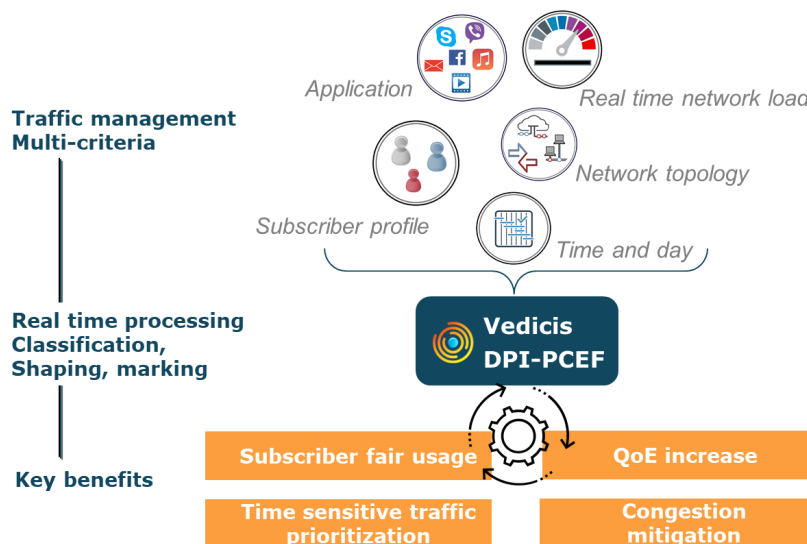 Application
Real time network load
Traffic management
Multi-criteria
Network topology
Subscriber profile
Time and day
Real time processing
Classification,
Shaping, marking
Vedicis
DPI-PCEF
Subscriber fair usage
QoE increase
Key benefits
Time sensitive traffic
prioritization
Congestion
mitigation